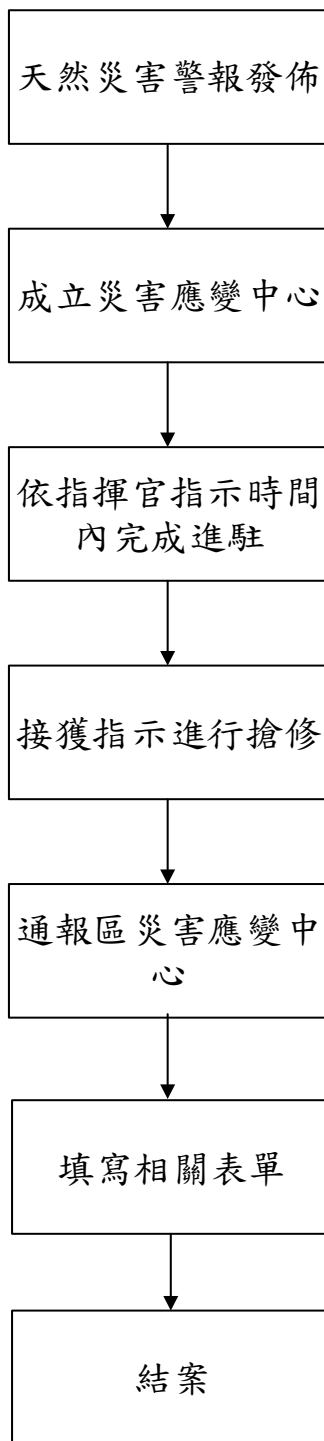 天然災害警報發佈
成立災害應變中心
依指揮官指示時間
內完成進駐
接獲指示進行搶修
通報區災害應變中
心
填寫相關表單
結案